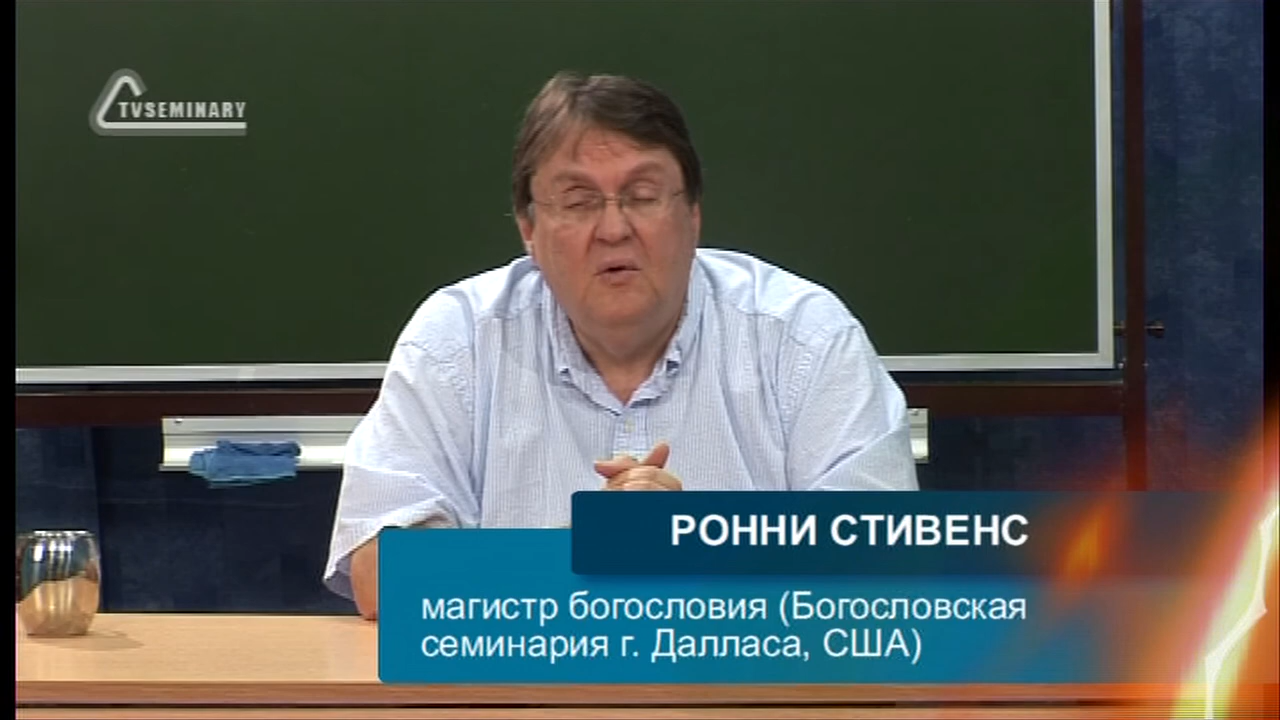 TVSEMINARY
РОННИ СТИВЕНС
магистр богословия (Богословская
семинария г. Далласа, США)